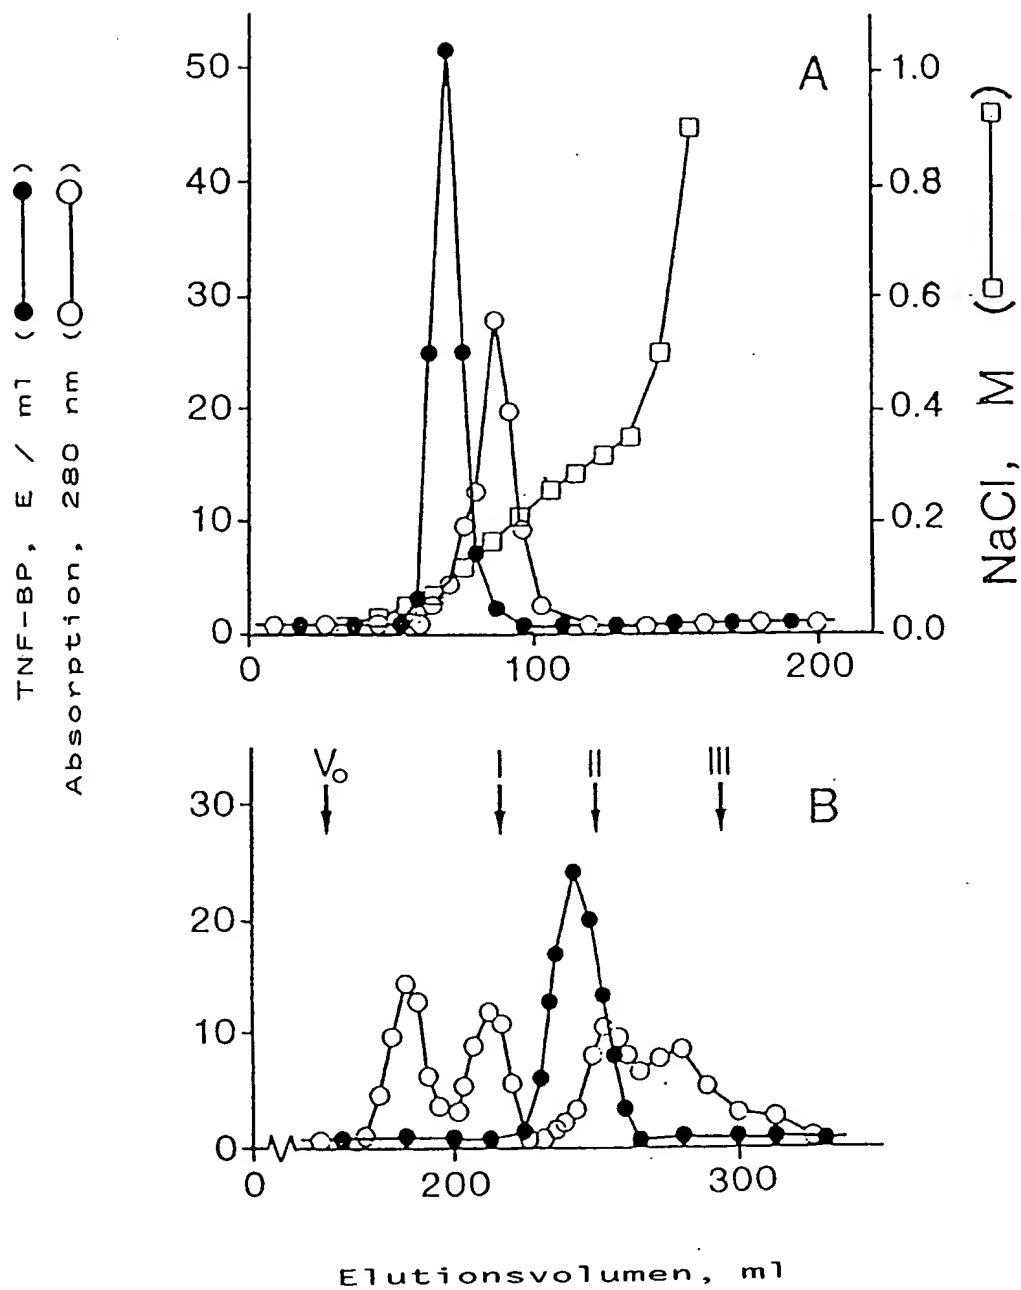 TNF-BP, E / ml ( )
Absorption, 280 nm ( )
50
40
30
20
10
0
A
1.0
0.8
0.6
0.4
0.2
0.0
NaCl, M ( )
0 100 200
V₀ I II III
B
30
20
10
0
0 200 300
Elutionsvolumen, ml